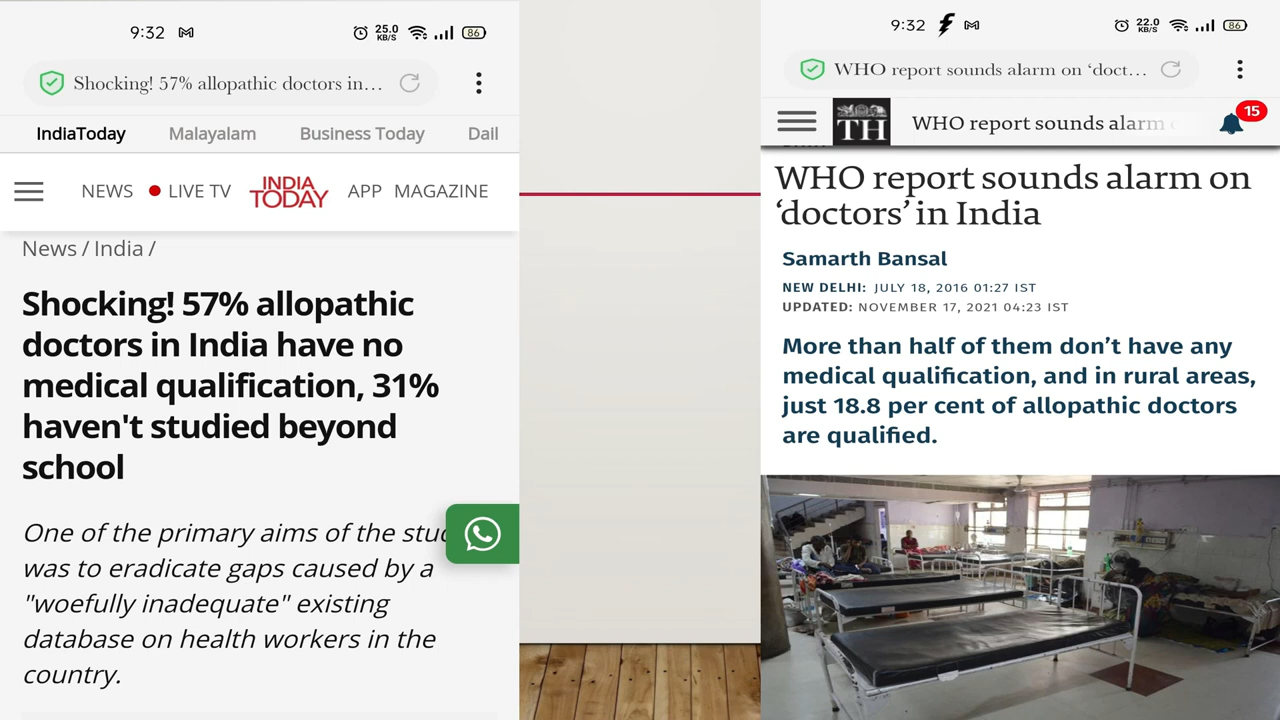 9:32
25.0
KB/S
86
Shocking! 57% allopathic doctors in...
IndiaToday Malayalam Business Today Dail
NEWS LIVE TV INDIA TODAY APP MAGAZINE
News / India /
Shocking! 57% allopathic
doctors in India have no
medical qualification, 31%
haven't studied beyond
school
One of the primary aims of the stu
was to eradicate gaps caused by a
"woefully inadequate" existing
database on health workers in the
country.
9:32
22.0
KB/S
86
WHO report sounds alarm on ‘doct...
TH WHO report sounds alarm 15
WHO report sounds alarm on
‘doctors’ in India
Samarth Bansal
NEW DELHI: JULY 18, 2016 01:27 IST
UPDATED: NOVEMBER 17, 2021 04:23 IST
More than half of them don’t have any
medical qualification, and in rural areas,
just 18.8 per cent of allopathic doctors
are qualified.